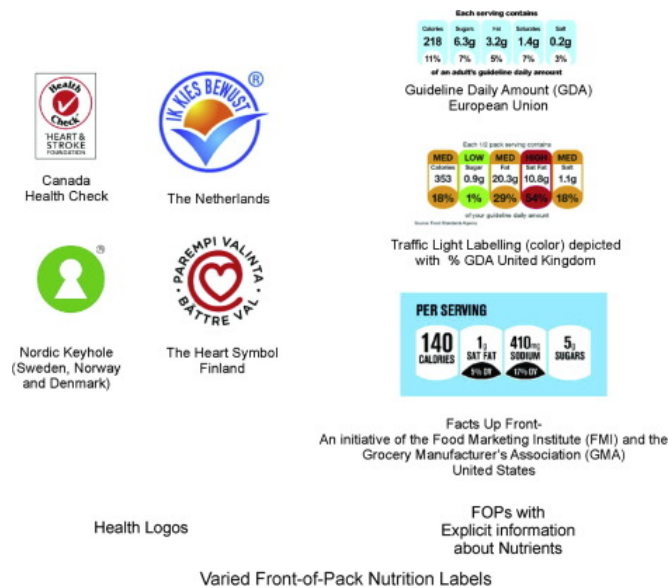 Health
Check
HEART &
STROKE
FOUNDATION
Canada
Health Check
IK KIES BEWUST
®
The Netherlands
®
Nordic Keyhole
(Sweden, Norway
and Denmark)
PAREMPI VALINTA
BÄTTRE VAL
The Heart Symbol
Finland
Health Logos
Each serving contains
Calories Sugars Fat Saturates Salt
218 6.3g 3.2g 1.4g 0.2g
11% 7% 5% 7% 3%
of an adult's guideline daily amount
Guideline Daily Amount (GDA)
European Union
Each 1/2 pack serving contains
MED LOW MED HIGH MED
Calories Sugar Fat Sat Fat Salt
353 0.9g 20.3g 10.8g 1.1g
18% 1% 29% 54% 18%
of your guideline daily amount
Source: Food Standards Agency
Traffic Light Labelling (color) depicted
with % GDA United Kingdom
PER SERVING
140 1g 410mg 5g
CALORIES SAT FAT SODIUM SUGARS
5% DV 17% DV
Facts Up Front-
An initiative of the Food Marketing Institute (FMI) and the
Grocery Manufacturer's Association (GMA)
United States
FOPs with
Explicit information
about Nutrients
Varied Front-of-Pack Nutrition Labels